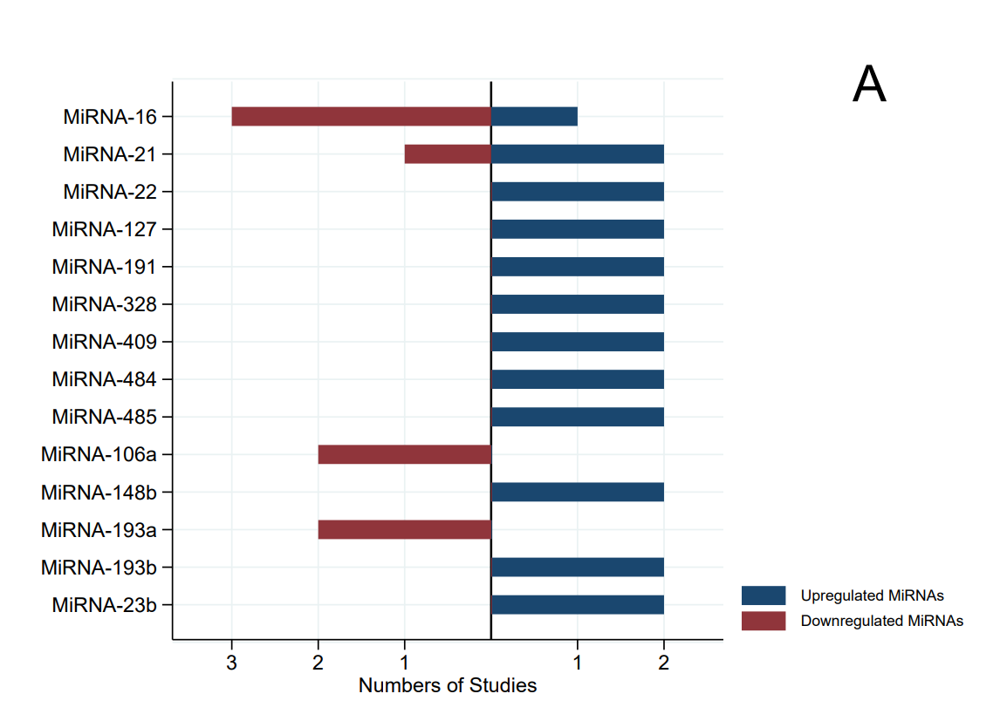 A
MiRNA-16
MiRNA-21
MiRNA-22
MiRNA-127
MiRNA-191
MiRNA-328
MiRNA-409
MiRNA-484
MiRNA-485
MiRNA-106a
MiRNA-148b
MiRNA-193a
MiRNA-193b
MiRNA-23b
3 2 1 1 2
Numbers of Studies
Upregulated MiRNAs
Downregulated MiRNAs